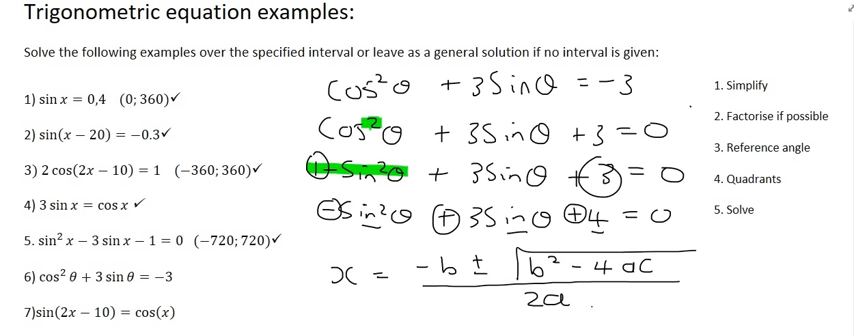 Trigonometric equation examples:
Solve the following examples over the specified interval or leave as a general solution if no interval is given:
1) sin x = 0,4 (0; 360)✓
2) sin(x − 20) = −0.3✓
3) 2 cos(2x − 10) = 1 (−360; 360)✓
4) 3 sin x = cos x ✓
5. sin² x − 3 sin x − 1 = 0 (−720; 720)✓
6) cos² θ + 3 sin θ = −3
7)sin(2x − 10) = cos(x)
Cos²θ + 3Sinθ = −3
Cos²θ + 3Sinθ + 3 = 0
1 − Sin²θ + 3Sinθ + 3 = 0
−Sin²θ + 3Sinθ + 4 = 0
x = (−b ± √(b² − 4ac)) / 2a
1. Simplify
2. Factorise if possible
3. Reference angle
4. Quadrants
5. Solve